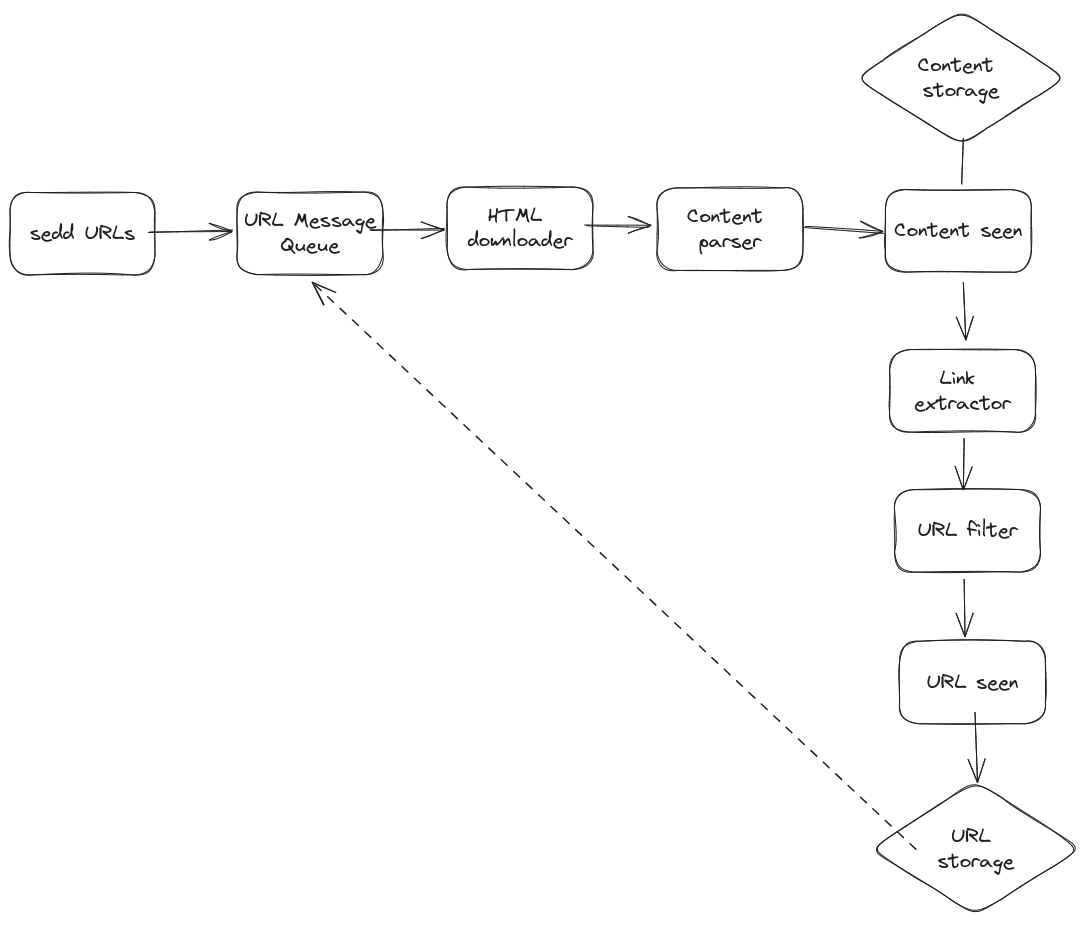 Content
storage
sedd URLs
URL Message
Queue
HTML
downloader
Content
parser
Content seen
Link
extractor
URL filter
URL seen
URL
storage